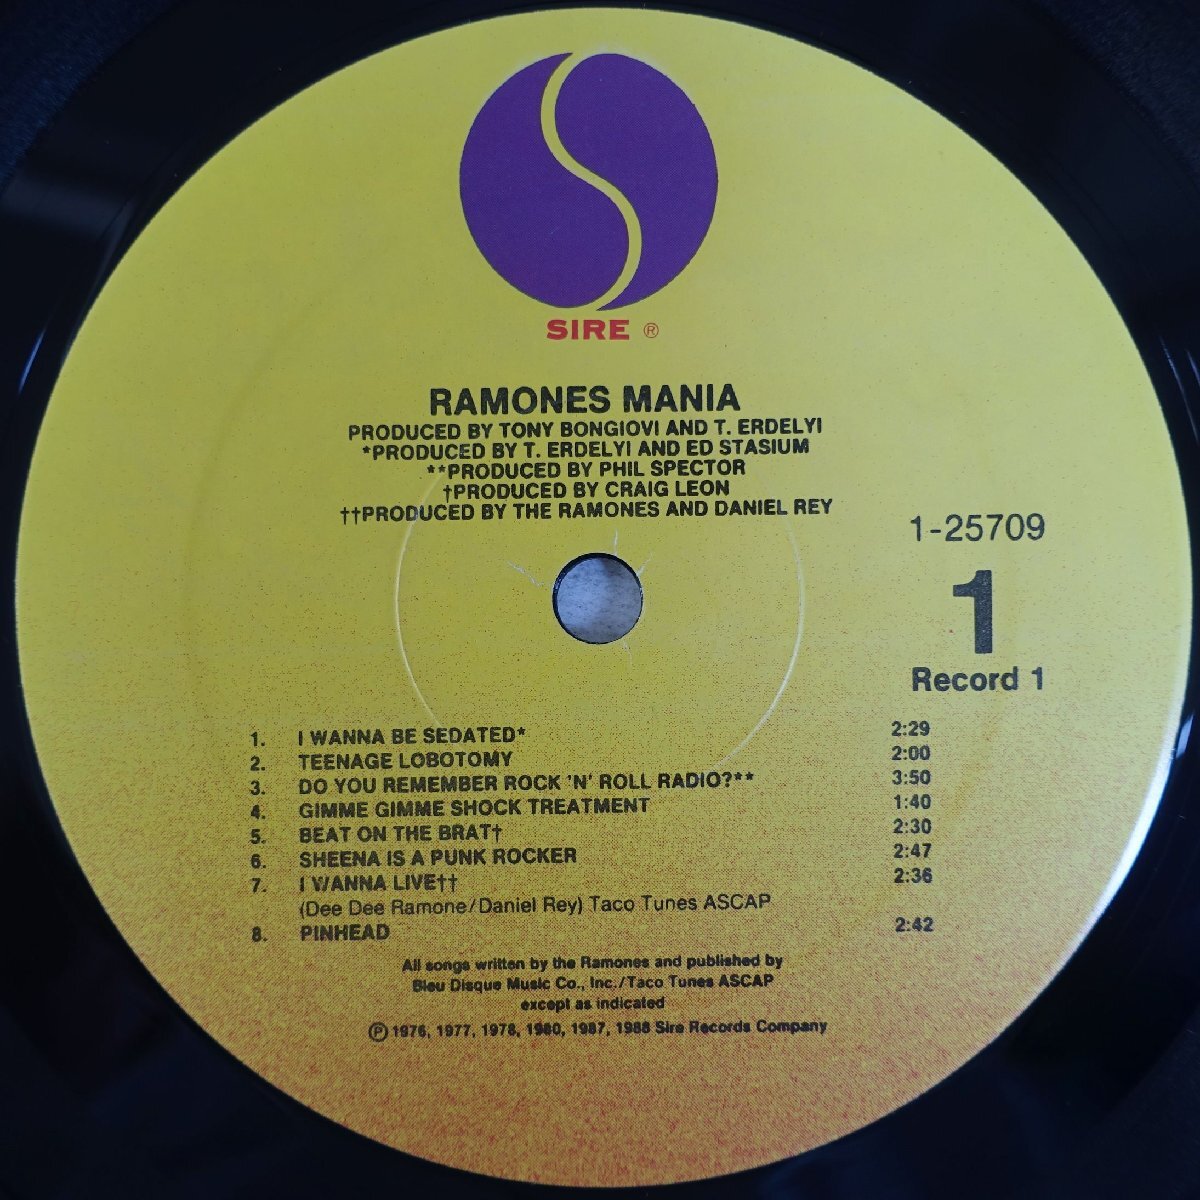 SIRE ®
RAMONES MANIA
PRODUCED BY TONY BONGIOVI AND T. ERDELYI
*PRODUCED BY T. ERDELYI AND ED STASIUM
**PRODUCED BY PHIL SPECTOR
†PRODUCED BY CRAIG LEON
††PRODUCED BY THE RAMONES AND DANIEL REY
1-25709
1
Record 1
1. I WANNA BE SEDATED* 2:29
2. TEENAGE LOBOTOMY 2:00
3. DO YOU REMEMBER ROCK 'N' ROLL RADIO?** 3:50
4. GIMME GIMME SHOCK TREATMENT 1:40
5. BEAT ON THE BRAT† 2:30
6. SHEENA IS A PUNK ROCKER 2:47
7. I WANNA LIVE†† 2:36
(Dee Dee Ramone/Daniel Rey) Taco Tunes ASCAP
8. PINHEAD 2:42
All songs written by the Ramones and published by
Bleu Disque Music Co., Inc./Taco Tunes ASCAP
except as indicated
℗ 1976, 1977, 1978, 1980, 1987, 1988 Sire Records Company